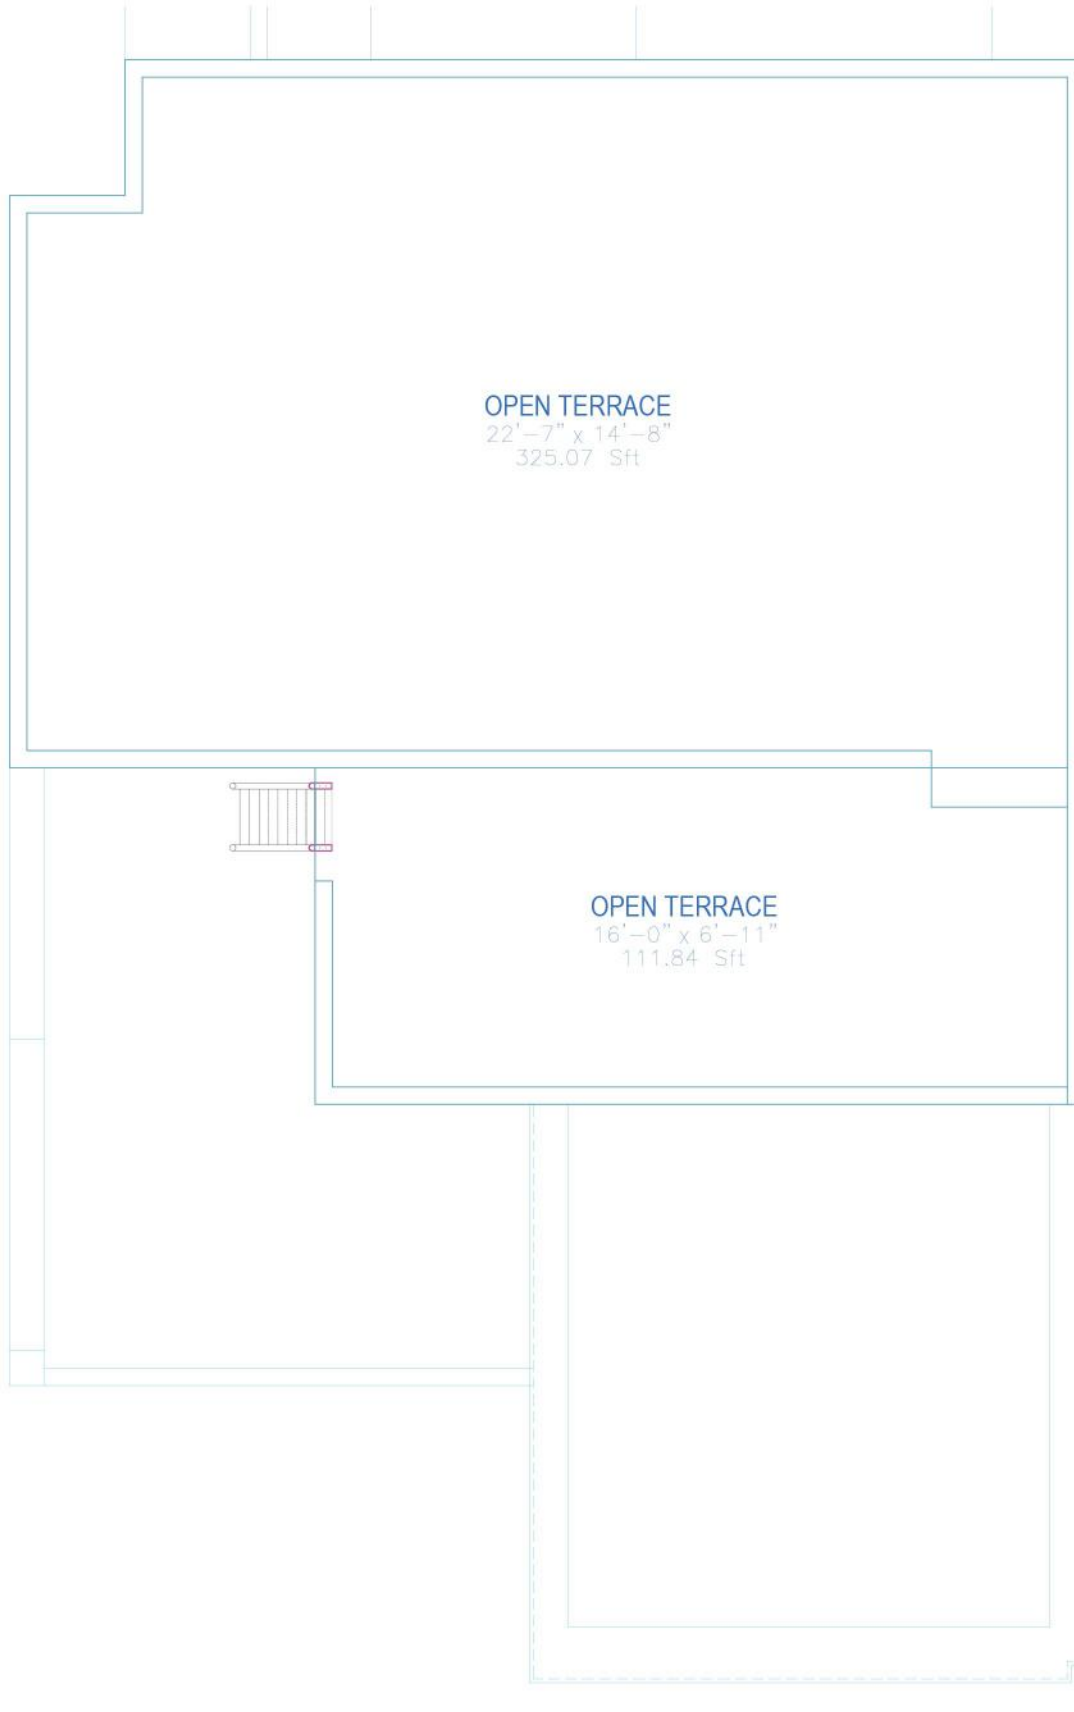 OPEN TERRACE
22'-7" x 14'-8"
325.07 Sft
OPEN TERRACE
16'-0" x 6'-11"
111.84 Sft